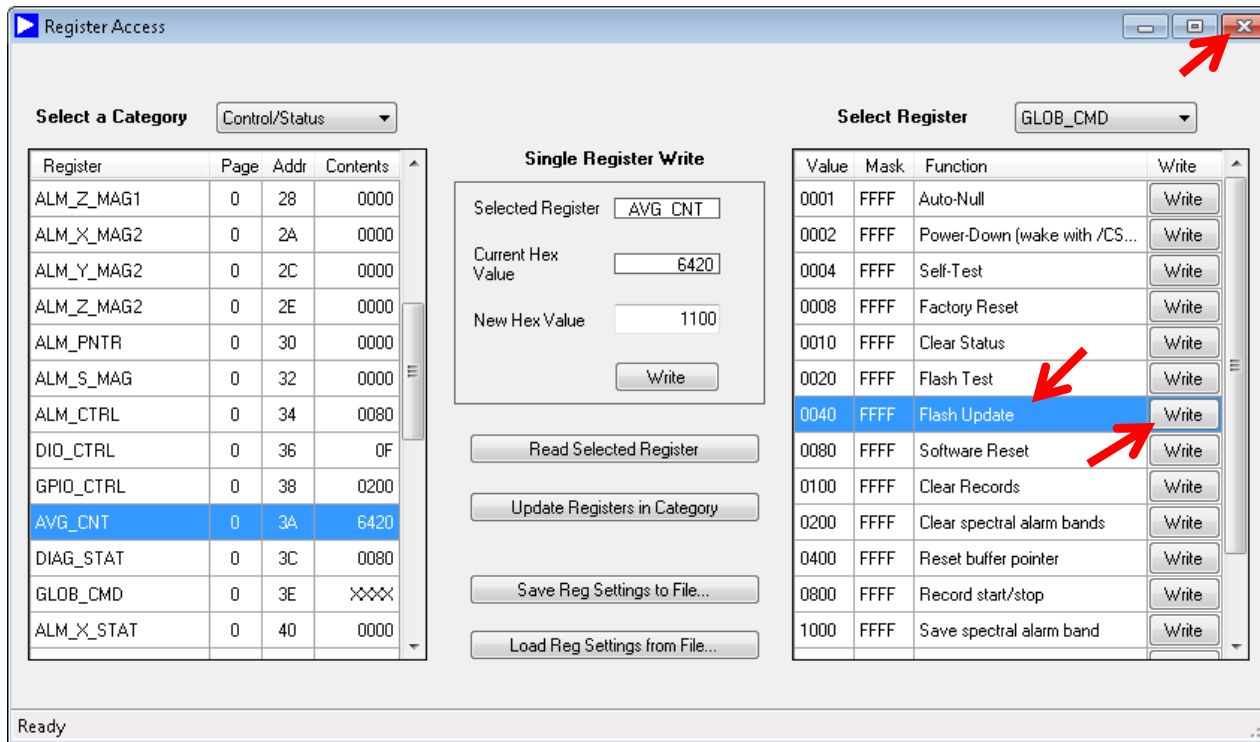 Register Access
Select a Category Control/Status
Select Register GLOB_CMD
Register Page Addr Contents
ALM_Z_MAG1 0 28 0000
ALM_X_MAG2 0 2A 0000
ALM_Y_MAG2 0 2C 0000
ALM_Z_MAG2 0 2E 0000
ALM_PNTR 0 30 0000
ALM_S_MAG 0 32 0000
ALM_CTRL 0 34 0080
DIO_CTRL 0 36 0F
GPIO_CTRL 0 38 0200
AVG_CNT 0 3A 6420
DIAG_STAT 0 3C 0080
GLOB_CMD 0 3E XXXX
ALM_X_STAT 0 40 0000
Single Register Write
Selected Register AVG_CNT
Current Hex
Value 6420
New Hex Value 1100
Write
Read Selected Register
Update Registers in Category
Save Reg Settings to File...
Load Reg Settings from File...
Value Mask Function Write
0001 FFFF Auto-Null Write
0002 FFFF Power-Down (wake with /CS... Write
0004 FFFF Self-Test Write
0008 FFFF Factory Reset Write
0010 FFFF Clear Status Write
0020 FFFF Flash Test Write
0040 FFFF Flash Update Write
0080 FFFF Software Reset Write
0100 FFFF Clear Records Write
0200 FFFF Clear spectral alarm bands Write
0400 FFFF Reset buffer pointer Write
0800 FFFF Record start/stop Write
1000 FFFF Save spectral alarm band Write
Ready